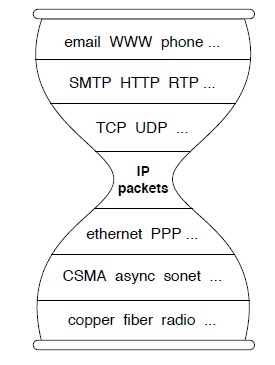 email WWW phone ...
SMTP HTTP RTP ...
TCP UDP ...
IP
packets
ethernet PPP ...
CSMA async sonet ...
copper fiber radio ...